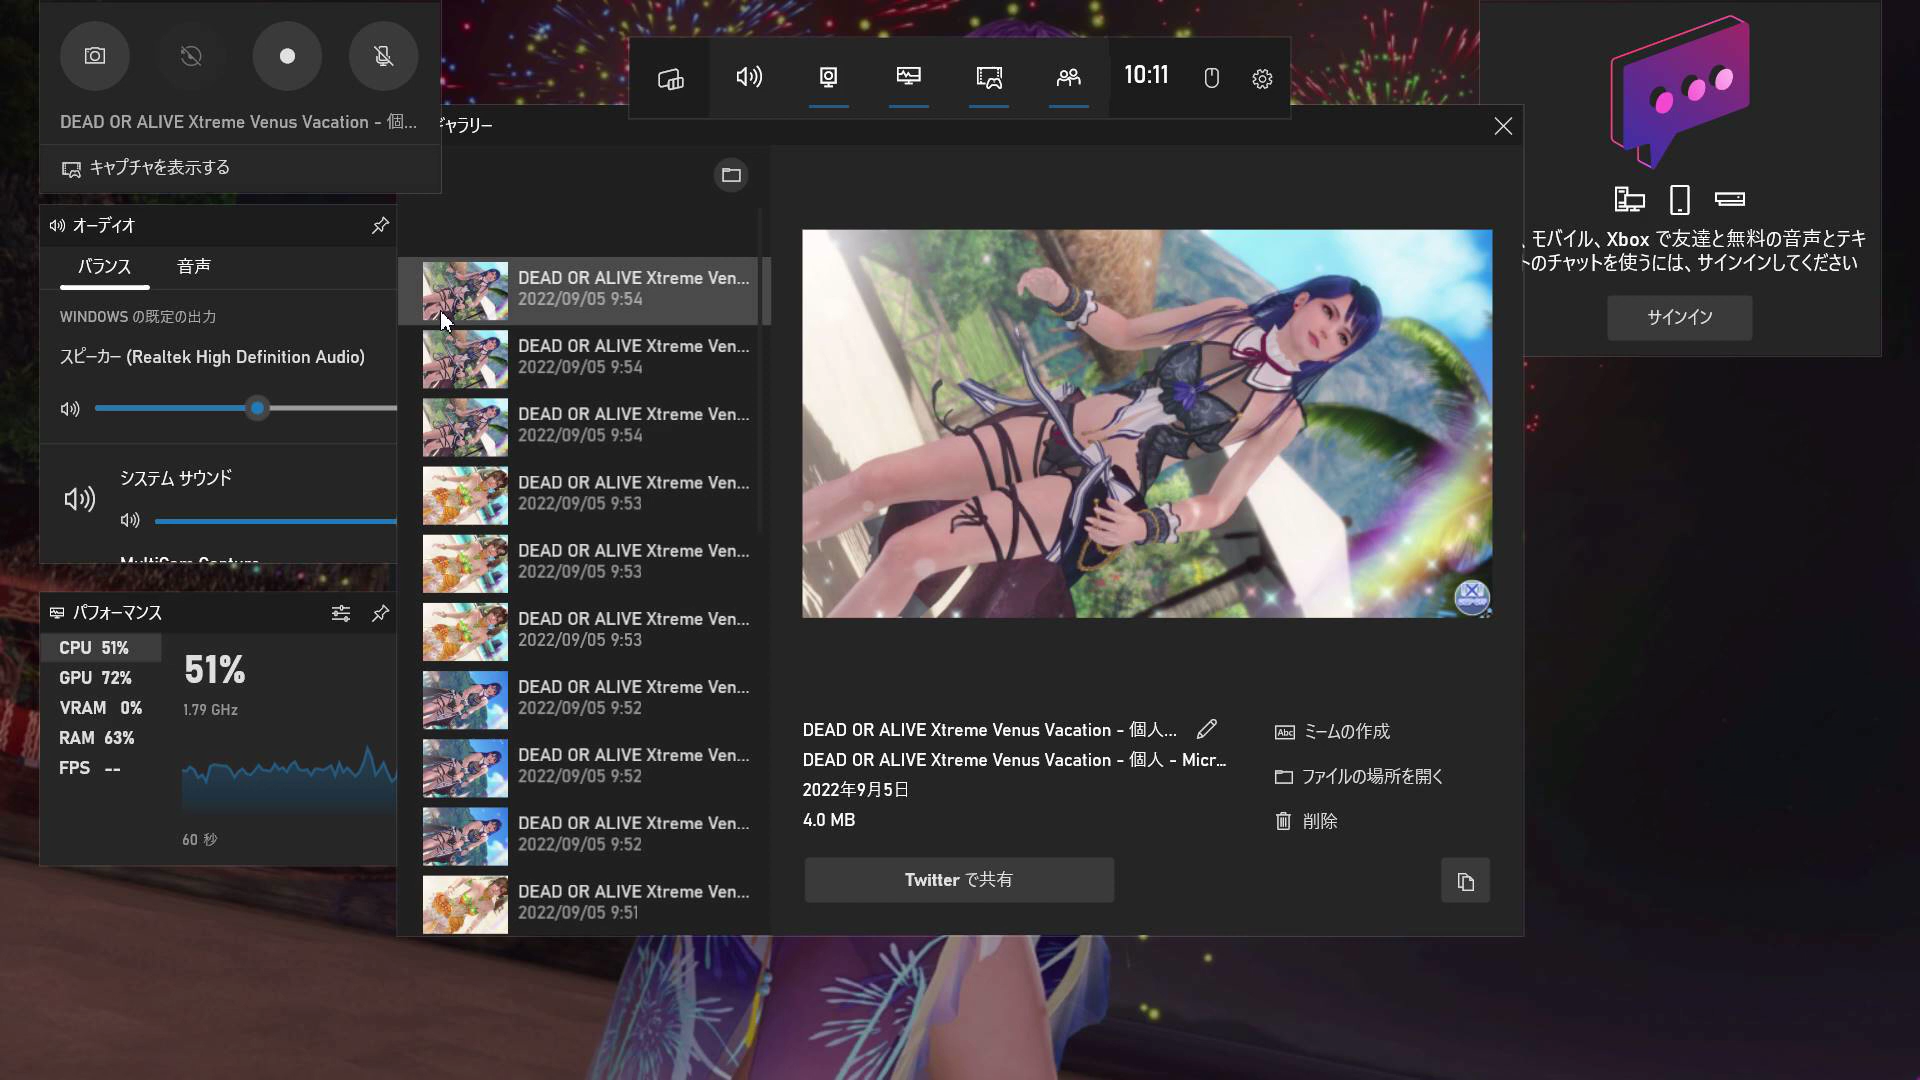 DEAD OR ALIVE Xtreme Venus Vacation - 個...
キャプチャを表示する
10:11
ギャラリー
オーディオ
バランス
音声
WINDOWS の既定の出力
スピーカー (Realtek High Definition Audio)
システム サウンド
MultiCam Capture
パフォーマンス
CPU 51%
GPU 72%
VRAM 0%
RAM 63%
FPS --
51%
1.79 GHz
60 秒
DEAD OR ALIVE Xtreme Ven...
2022/09/05 9:54
DEAD OR ALIVE Xtreme Ven...
2022/09/05 9:54
DEAD OR ALIVE Xtreme Ven...
2022/09/05 9:54
DEAD OR ALIVE Xtreme Ven...
2022/09/05 9:53
DEAD OR ALIVE Xtreme Ven...
2022/09/05 9:53
DEAD OR ALIVE Xtreme Ven...
2022/09/05 9:53
DEAD OR ALIVE Xtreme Ven...
2022/09/05 9:52
DEAD OR ALIVE Xtreme Ven...
2022/09/05 9:52
DEAD OR ALIVE Xtreme Ven...
2022/09/05 9:52
DEAD OR ALIVE Xtreme Ven...
2022/09/05 9:51
DEAD OR ALIVE Xtreme Venus Vacation - 個人...
DEAD OR ALIVE Xtreme Venus Vacation - 個人 - Micr...
2022年9月5日
4.0 MB
Abc ミームの作成
ファイルの場所を開く
削除
Twitter で共有
、モバイル、Xbox で友達と無料の音声とテキ
トのチャットを使うには、サインインしてください
サインイン